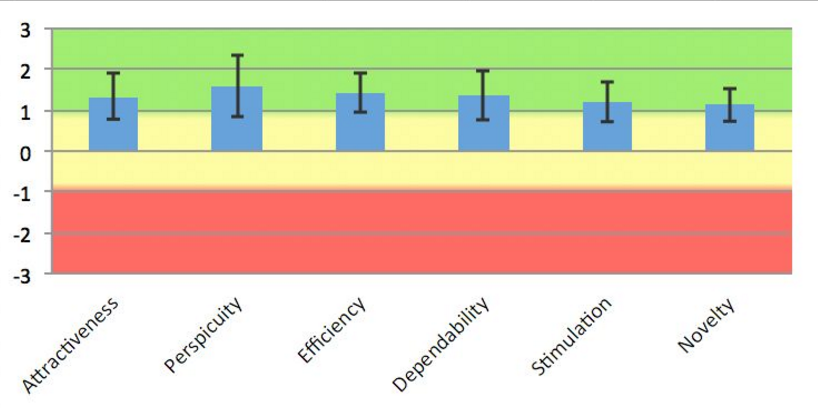 3
2
1
0
-1
-2
-3
Attractiveness
Perspicuity
Efficiency
Dependability
Stimulation
Novelty